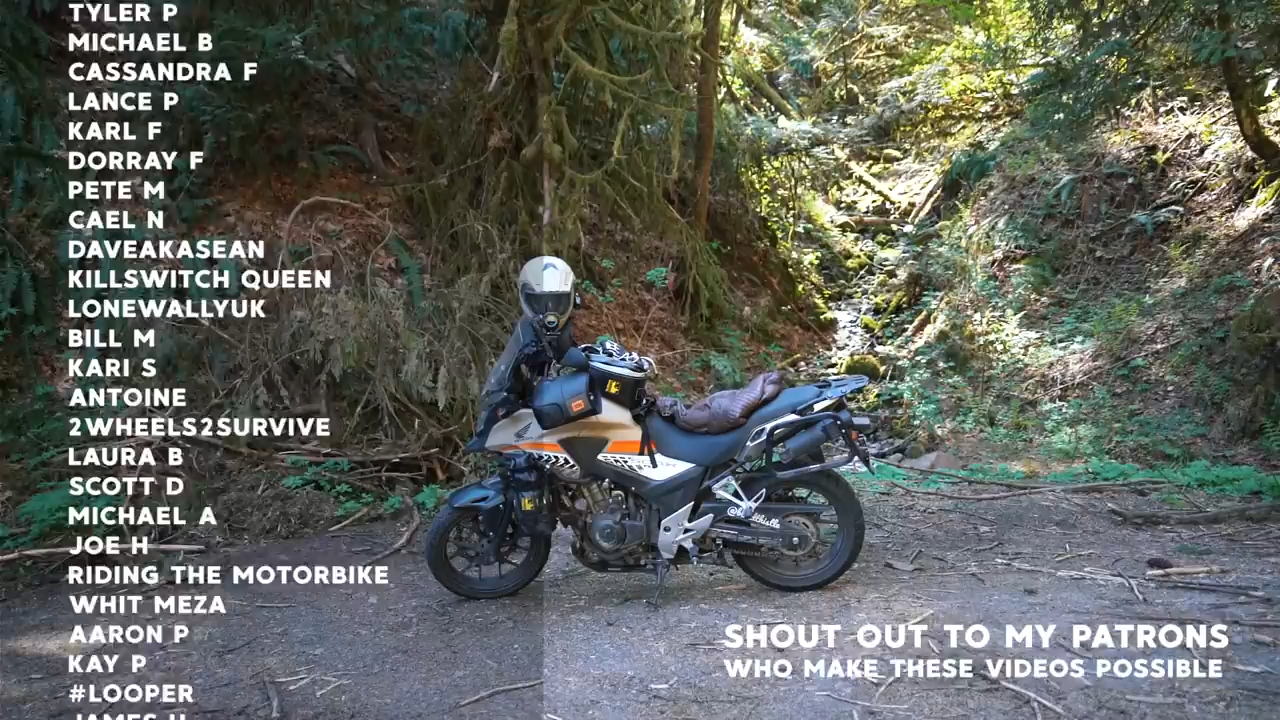 TYLER P
MICHAEL B
CASSANDRA F
LANCE P
KARL F
DORRAY F
PETE M
CAEL N
DAVEAKASEAN
KILLSWITCH QUEEN
LONEWALLYUK
BILL M
KARI S
ANTOINE
2WHEELS2SURVIVE
LAURA B
SCOTT D
MICHAEL A
JOE H
RIDING THE MOTORBIKE
WHIT MEZA
AARON P
KAY P
#LOOPER
JAMES H
SHOUT OUT TO MY PATRONS
WHO MAKE THESE VIDEOS POSSIBLE